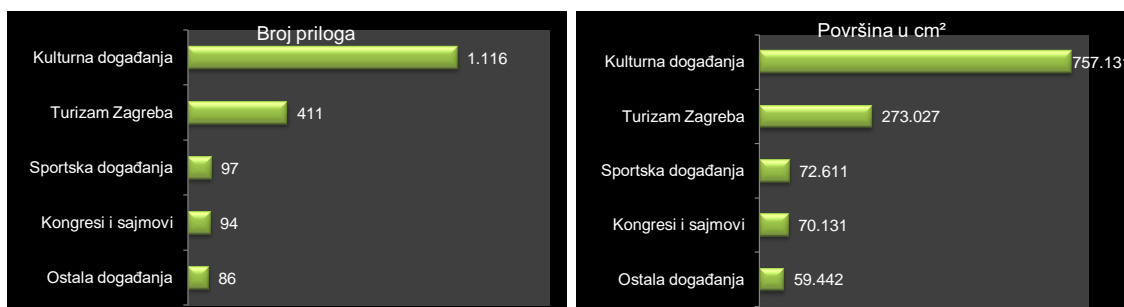 Broj priloga
Kulturna događanja 1.116
Turizam Zagreba 411
Sportska događanja 97
Kongresi i sajmovi 94
Ostala događanja 86
Površina u cm²
Kulturna događanja 757.131
Turizam Zagreba 273.027
Sportska događanja 72.611
Kongresi i sajmovi 70.131
Ostala događanja 59.442